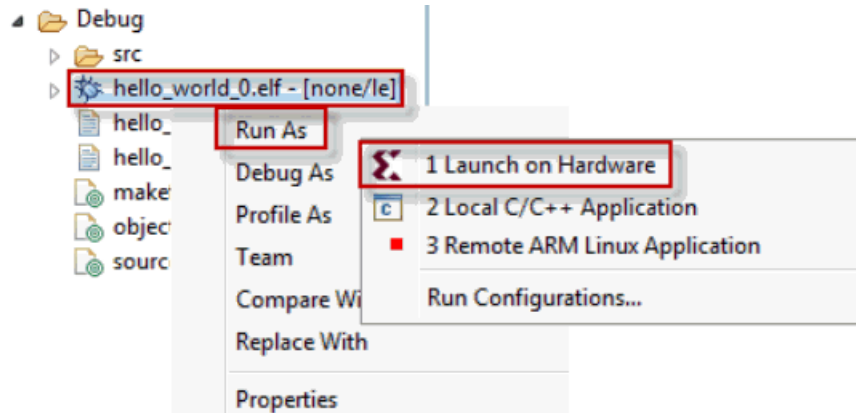 Debug
src
hello_world_0.elf - [none/le]
hello_
Run As
hello_
Debug As
1 Launch on Hardware
make
Profile As
c 2 Local C/C++ Application
objec
3 Remote ARM Linux Application
sourc
Team
Compare Wi
Run Configurations...
Replace With
Properties